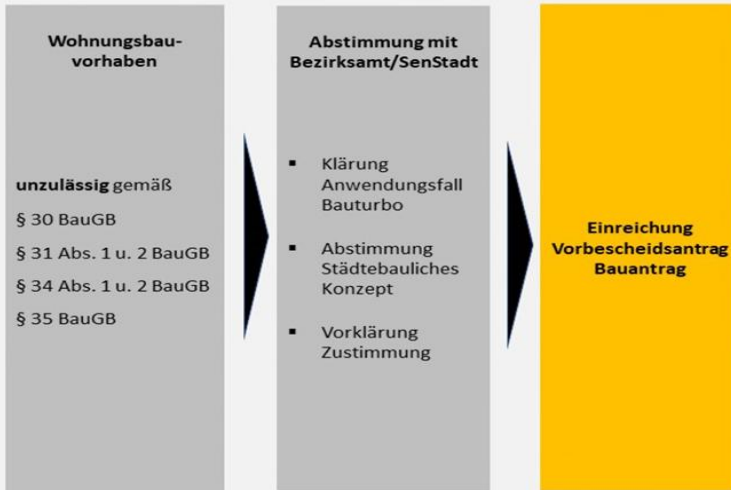 Wohnungsbau-
vorhaben
unzulässig gemäß
§ 30 BauGB
§ 31 Abs. 1 u. 2 BauGB
§ 34 Abs. 1 u. 2 BauGB
§ 35 BauGB
Abstimmung mit
Bezirksamt/SenStadt
▪ Klärung
Anwendungsfall
Bauturbo
▪ Abstimmung
Städtebauliches
Konzept
▪ Vorklärung
Zustimmung
Einreichung
Vorbescheidsantrag
Bauantrag